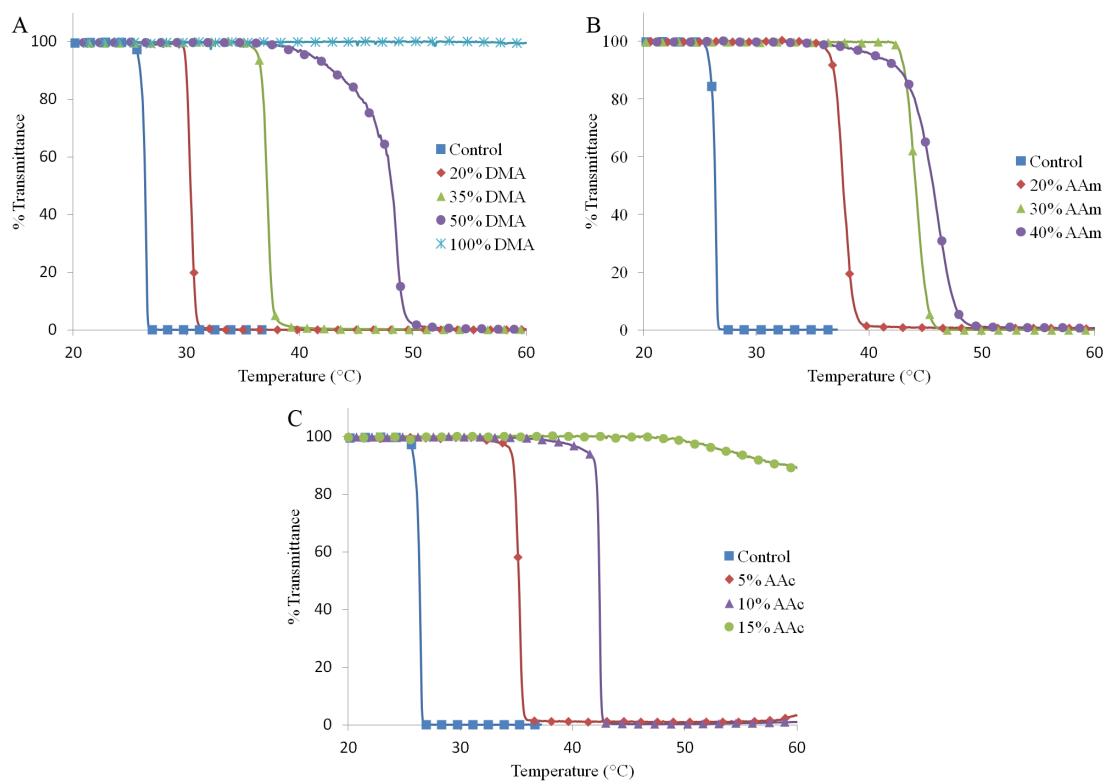 A
% Transmittance
100
80
60
40
20
0
20 30 40 50 60
Temperature (°C)
Control
20% DMA
35% DMA
50% DMA
100% DMA
B
% Transmittance
100
80
60
40
20
0
20 30 40 50 60
Temperature (°C)
Control
20% AAm
30% AAm
40% AAm
C
% Transmittance
100
80
60
40
20
0
20 30 40 50 60
Temperature (°C)
Control
5% AAc
10% AAc
15% AAc